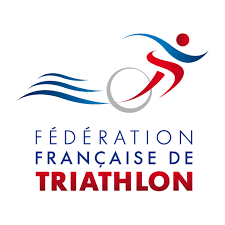 FÉDÉRATION
FRANÇAISE DE
TRIATHLON